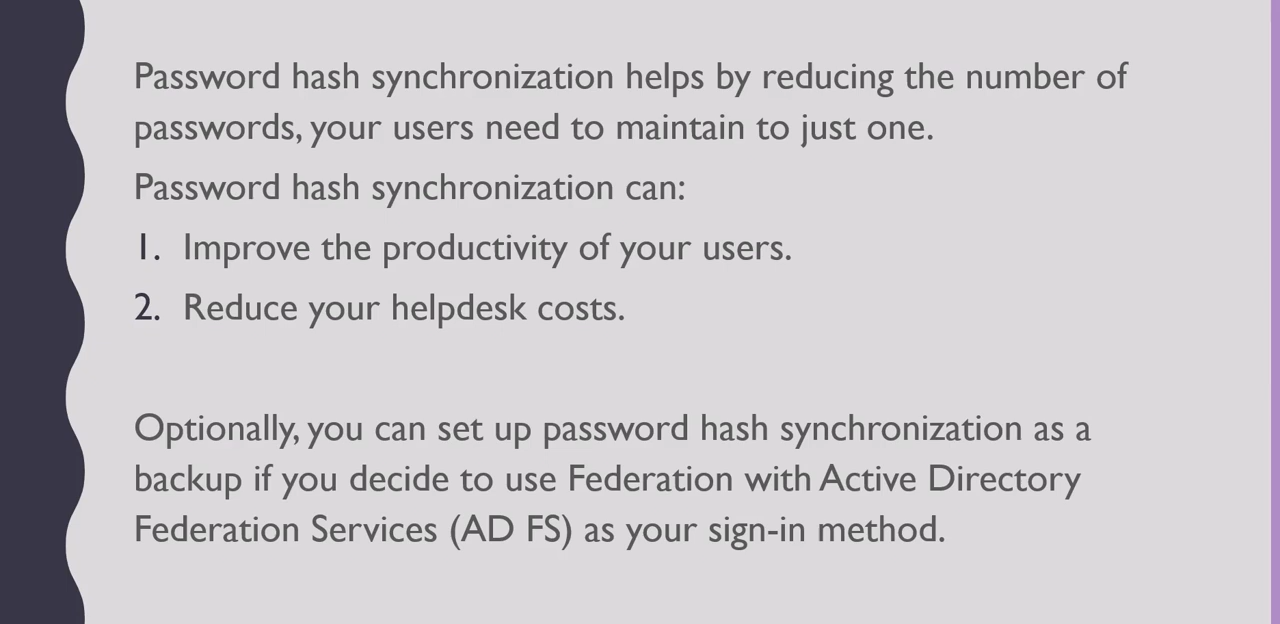 Password hash synchronization helps by reducing the number of
passwords, your users need to maintain to just one.
Password hash synchronization can:
1. Improve the productivity of your users.
2. Reduce your helpdesk costs.
Optionally, you can set up password hash synchronization as a
backup if you decide to use Federation with Active Directory
Federation Services (AD FS) as your sign-in method.